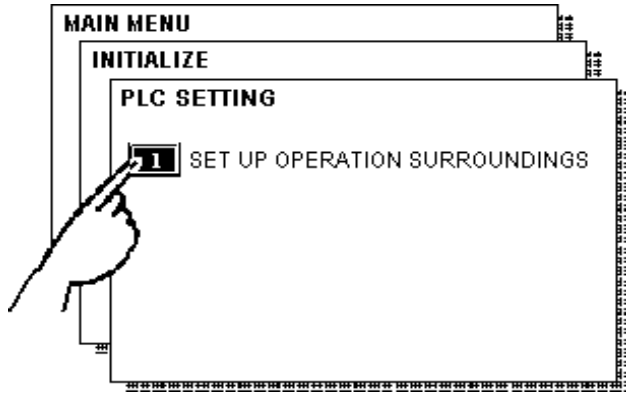 MAIN MENU
INITIALIZE
PLC SETTING
1 SET UP OPERATION SURROUNDINGS